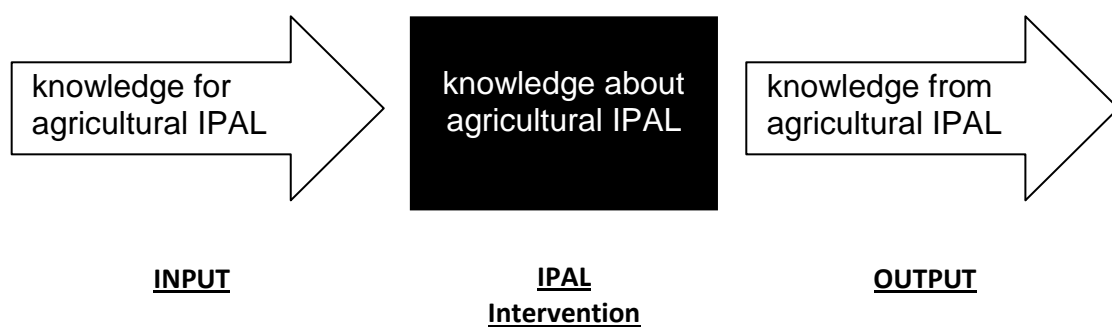 knowledge for
agricultural IPAL
knowledge about
agricultural IPAL
knowledge from
agricultural IPAL
INPUT
IPAL
Intervention
OUTPUT